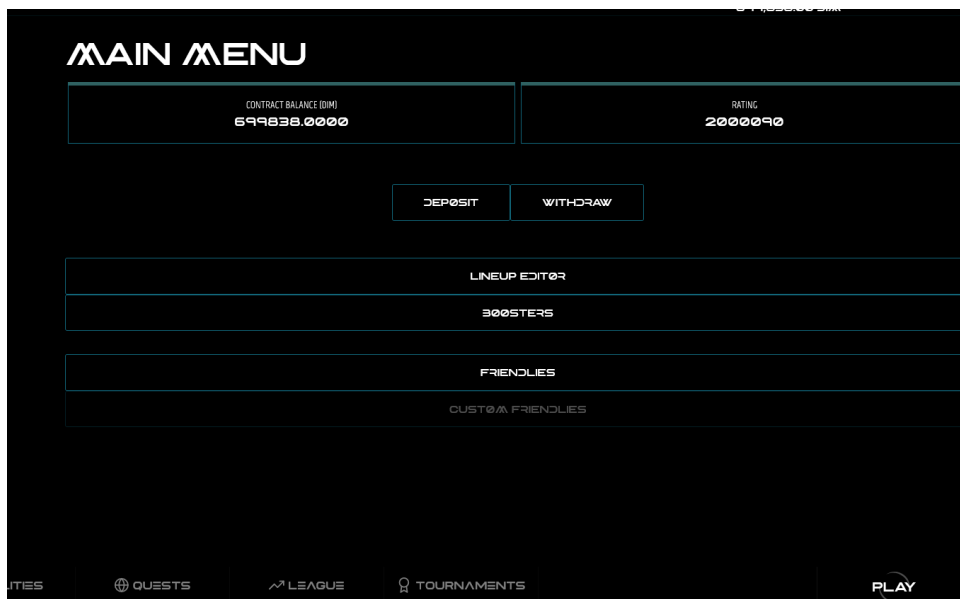 MAIN MENU
CONTRACT BALANCE (DIM)
699838.0000
RATING
2000090
DEPOSIT
WITHDRAW
LINEUP EDITOR
BOOSTERS
FRIENDLIES
CUSTOM FRIENDLIES
QUESTS
LEAGUE
TOURNAMENTS
PLAY